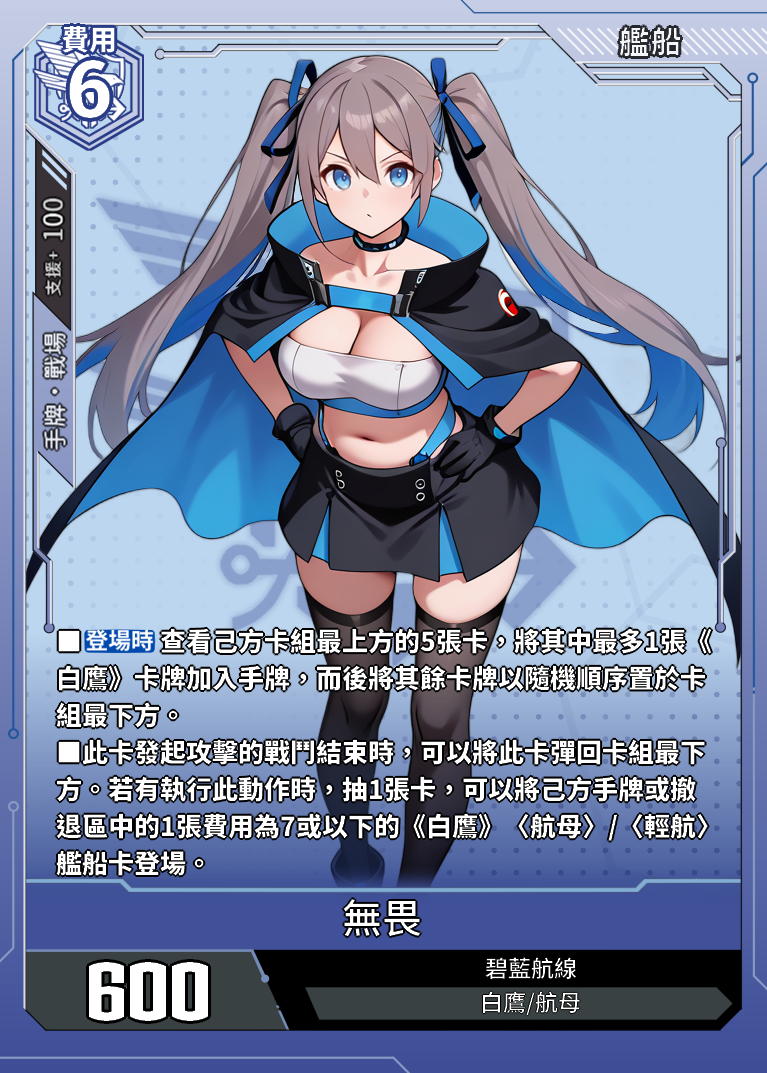 費用
6
艦船
支援+ 100
手牌・戰場
■登場時 查看己方卡組最上方的5張卡，將其中最多1張《
白鷹》卡牌加入手牌，而後將其餘卡牌以隨機順序置於卡
組最下方。
■此卡發起攻擊的戰鬥結束時，可以將此卡彈回卡組最下
方。若有執行此動作時，抽1張卡，可以將己方手牌或撤
退區中的1張費用為7或以下的《白鷹》〈航母〉/〈輕航〉
艦船卡登場。
無畏
600
碧藍航線
白鷹/航母